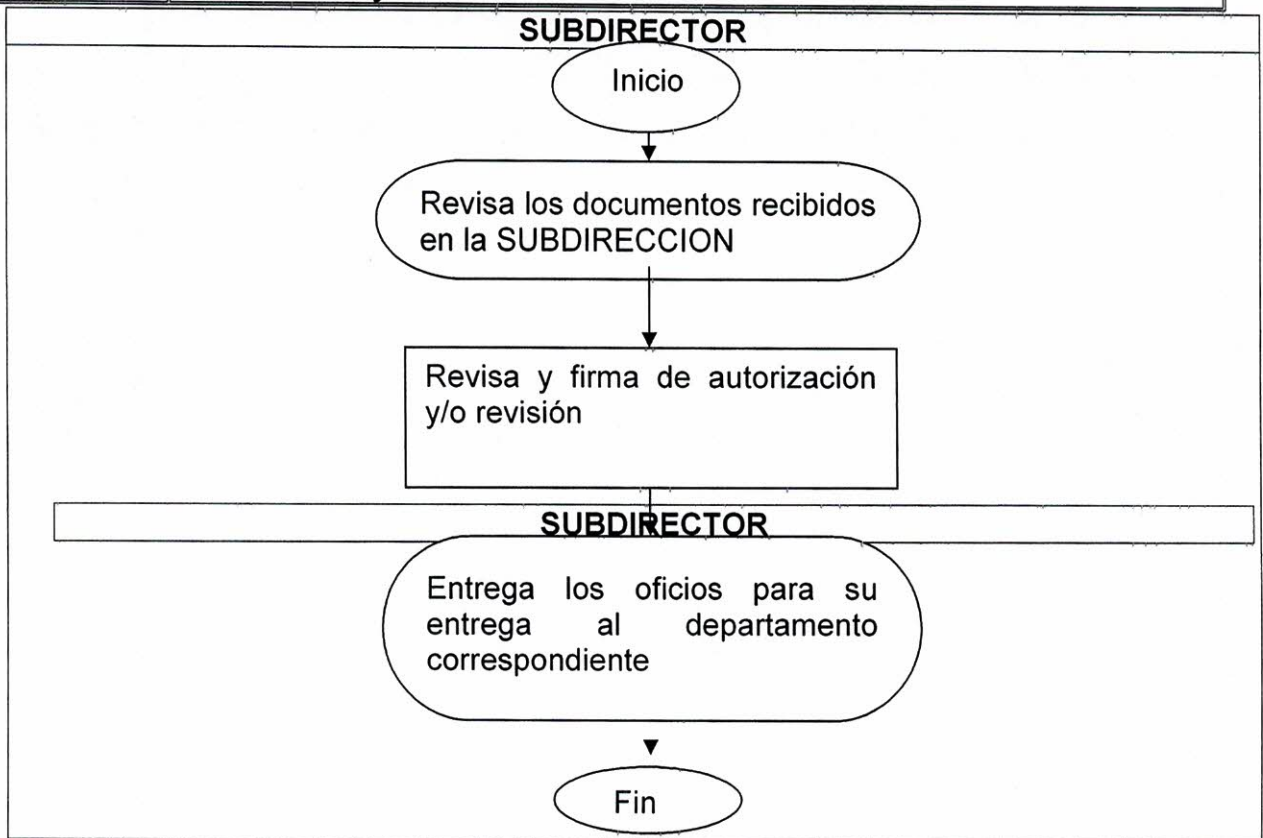 SUBDIRECTOR
Inicio
Revisa los documentos recibidos
en la SUBDIRECCION
Revisa y firma de autorización
y/o revisión
SUBDIRECTOR
Entrega los oficios para su
entrega al departamento
correspondiente
Fin